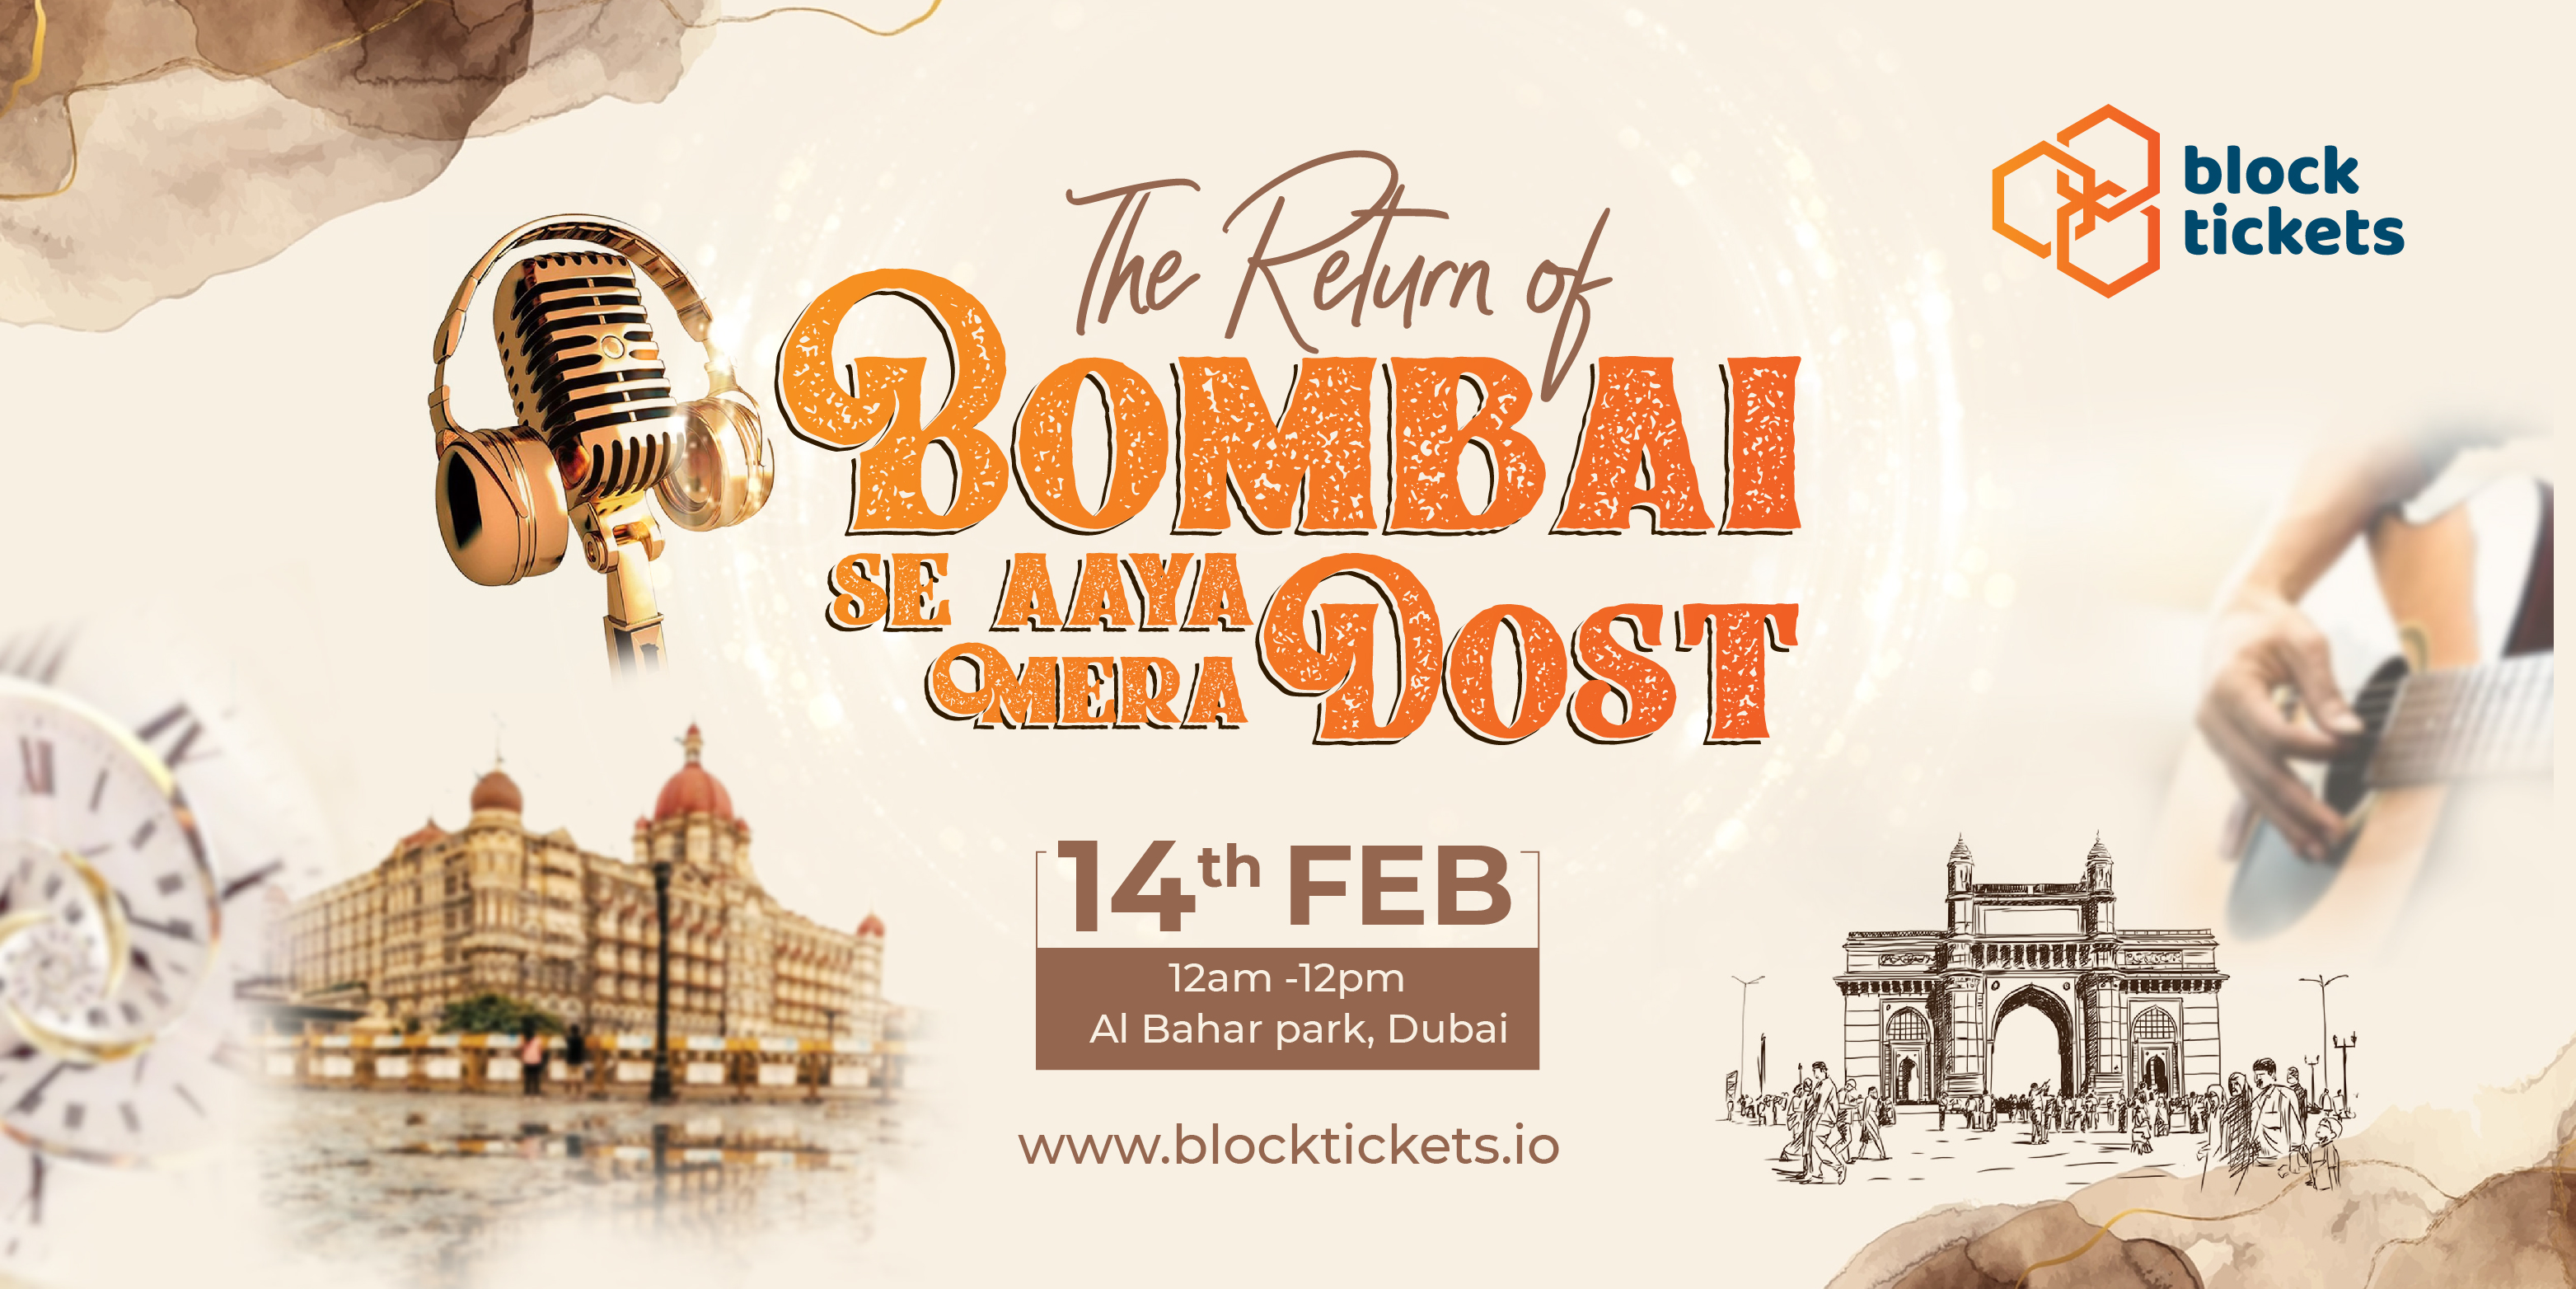 block
tickets
The Return of
BOMBAI
SE AAYA
MERA DOST
14th FEB
12am -12pm
Al Bahar park, Dubai
www.blocktickets.io